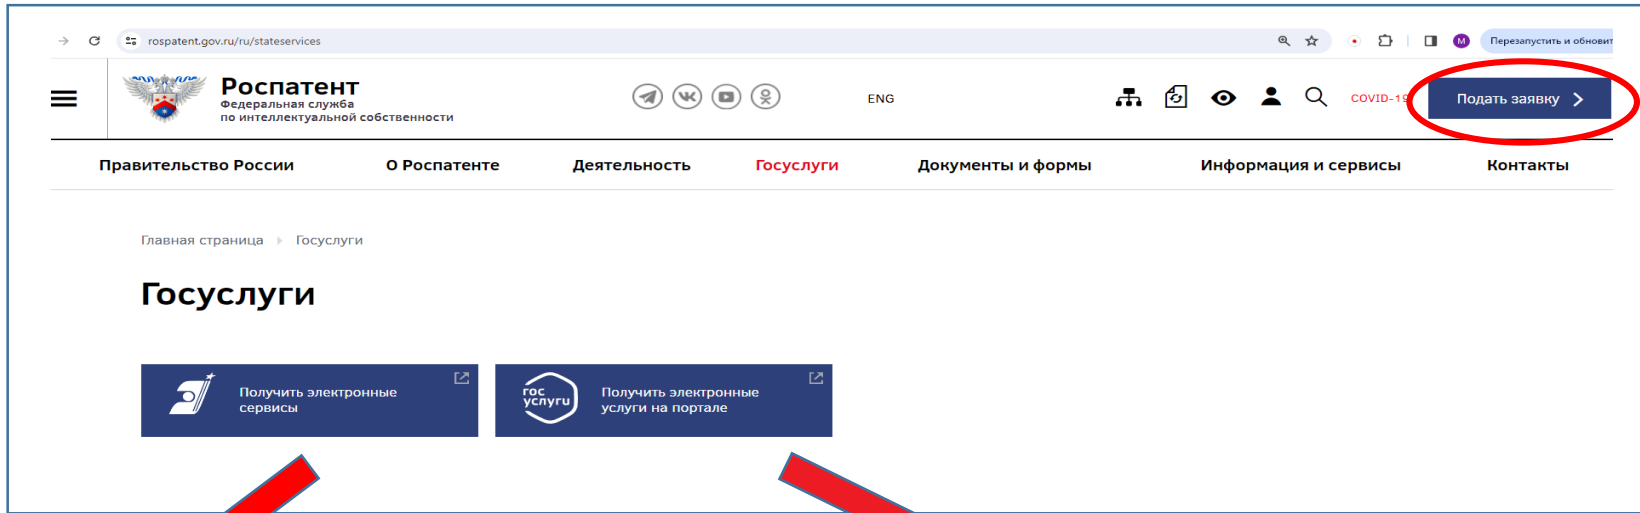 rospatent.gov.ru/ru/stateservices
М
Перезапустить и обновит
Роспатент
Федеральная служба
по интеллектуальной собственности
ENG
COVID-19
Подать заявку
Правительство России О Роспатенте Деятельность Госуслуги Документы и формы Информация и сервисы Контакты
Главная страница Госуслуги
Госуслуги
Получить электронные
сервисы
гос
услуги
Получить электронные
услуги на портале